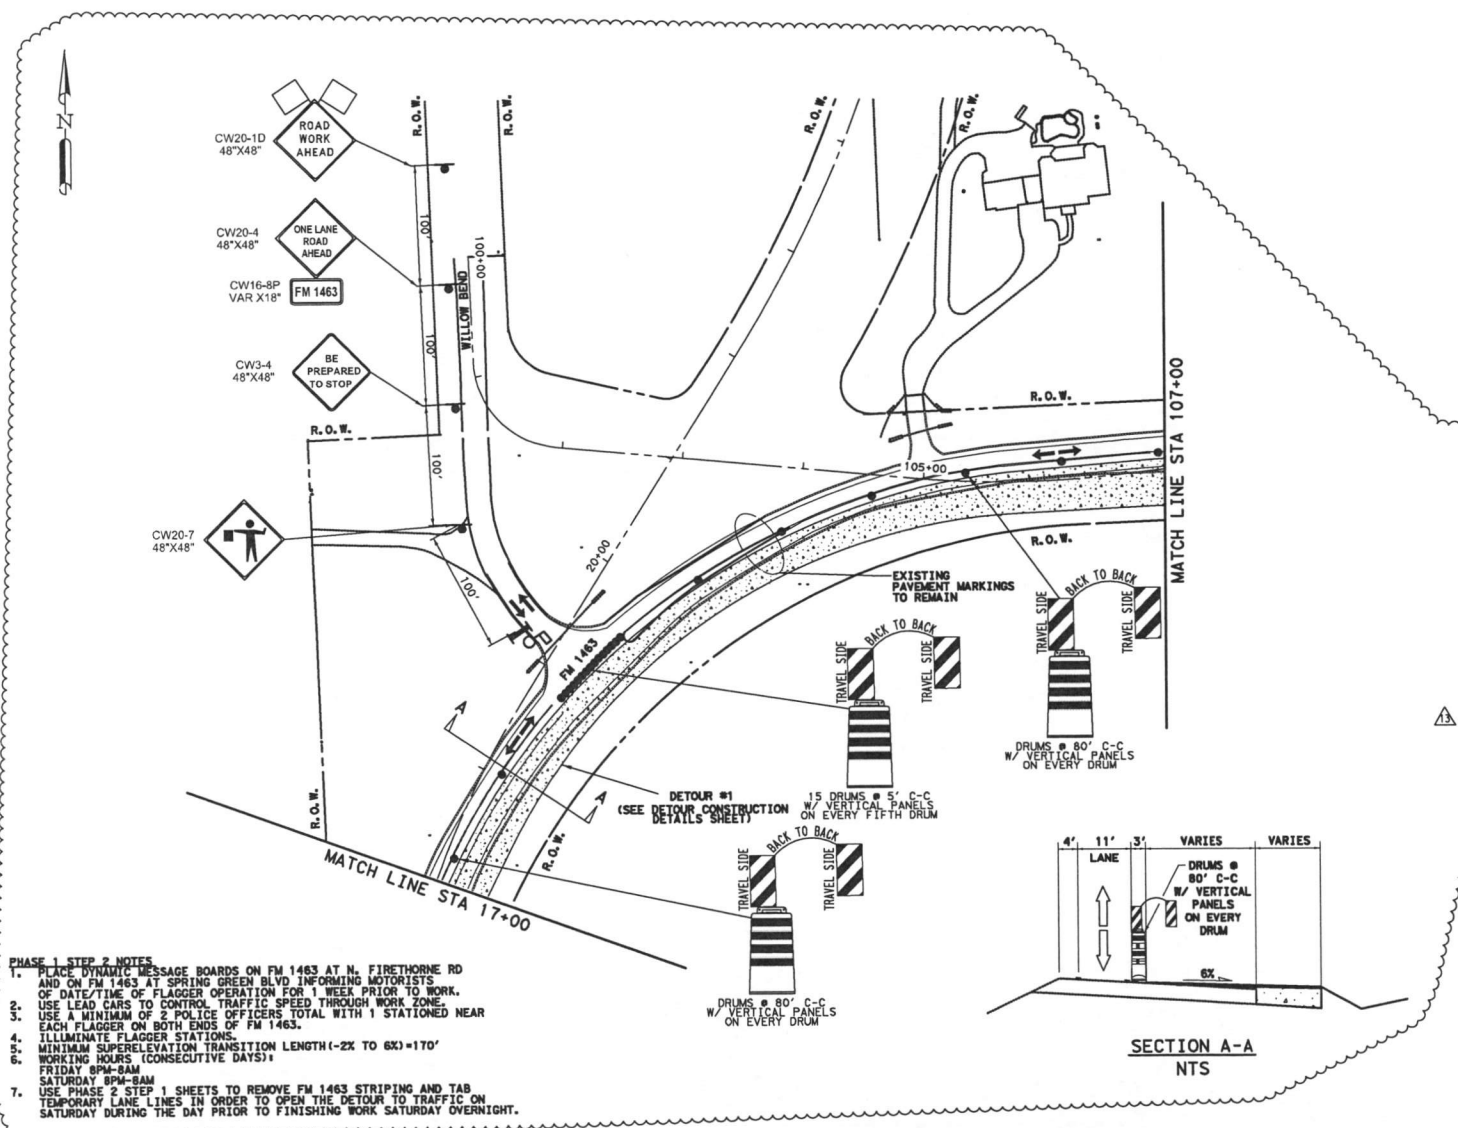 N
CW20-1D
48"X48"
ROAD
WORK
AHEAD
R.O.W.
R.O.W.
R.O.W.
R.O.W.
100'
CW20-4
48"X48"
ONE LANE
ROAD
AHEAD
CW16-8P
VAR X18"
FM 1463
100+00
WILLOW BEND
100'
CW3-4
48"X48"
BE
PREPARED
TO STOP
R.O.W.
R.O.W.
100'
MATCH LINE STA 107+00
105+00
CW20-7
48"X48"
100'
20+00
R.O.W.
EXISTING
PAVEMENT MARKINGS
TO REMAIN
BACK TO BACK
TRAVEL SIDE
TRAVEL SIDE
DRUMS @ 80' C-C
W/ VERTICAL PANELS
ON EVERY DRUM
FM 1463
BACK TO BACK
TRAVEL SIDE
TRAVEL SIDE
15 DRUMS @ 5' C-C
W/ VERTICAL PANELS
ON EVERY FIFTH DRUM
13
A
A
DETOUR #1
(SEE DETOUR CONSTRUCTION
DETAILS SHEET)
R.O.W.
R.O.W.
MATCH LINE STA 17+00
BACK TO BACK
TRAVEL SIDE
TRAVEL SIDE
DRUMS @ 80' C-C
W/ VERTICAL PANELS
ON EVERY DRUM
4' 11' 3' VARIES VARIES
LANE
DRUMS @
80' C-C
W/ VERTICAL
PANELS
ON EVERY
DRUM
6%
SECTION A-A
NTS
PHASE 1 STEP 2 NOTES
1. PLACE DYNAMIC MESSAGE BOARDS ON FM 1463 AT N. FIRETHORNE RD
AND ON FM 1463 AT SPRING GREEN BLVD INFORMING MOTORISTS
OF DATE/TIME OF FLAGGER OPERATION FOR 1 WEEK PRIOR TO WORK.
2. USE LEAD CARS TO CONTROL TRAFFIC SPEED THROUGH WORK ZONE.
3. USE A MINIMUM OF 2 POLICE OFFICERS TOTAL WITH 1 STATIONED NEAR
EACH FLAGGER ON BOTH ENDS OF FM 1463.
4. ILLUMINATE FLAGGER STATIONS.
5. MINIMUM SUPERELEVATION TRANSITION LENGTH(-2% TO 6%)=170'
6. WORKING HOURS (CONSECUTIVE DAYS):
FRIDAY 8PM-8AM
SATURDAY 8PM-8AM
7. USE PHASE 2 STEP 1 SHEETS TO REMOVE FM 1463 STRIPING AND TAB
TEMPORARY LANE LINES IN ORDER TO OPEN THE DETOUR TO TRAFFIC ON
SATURDAY DURING THE DAY PRIOR TO FINISHING WORK SATURDAY OVERNIGHT.